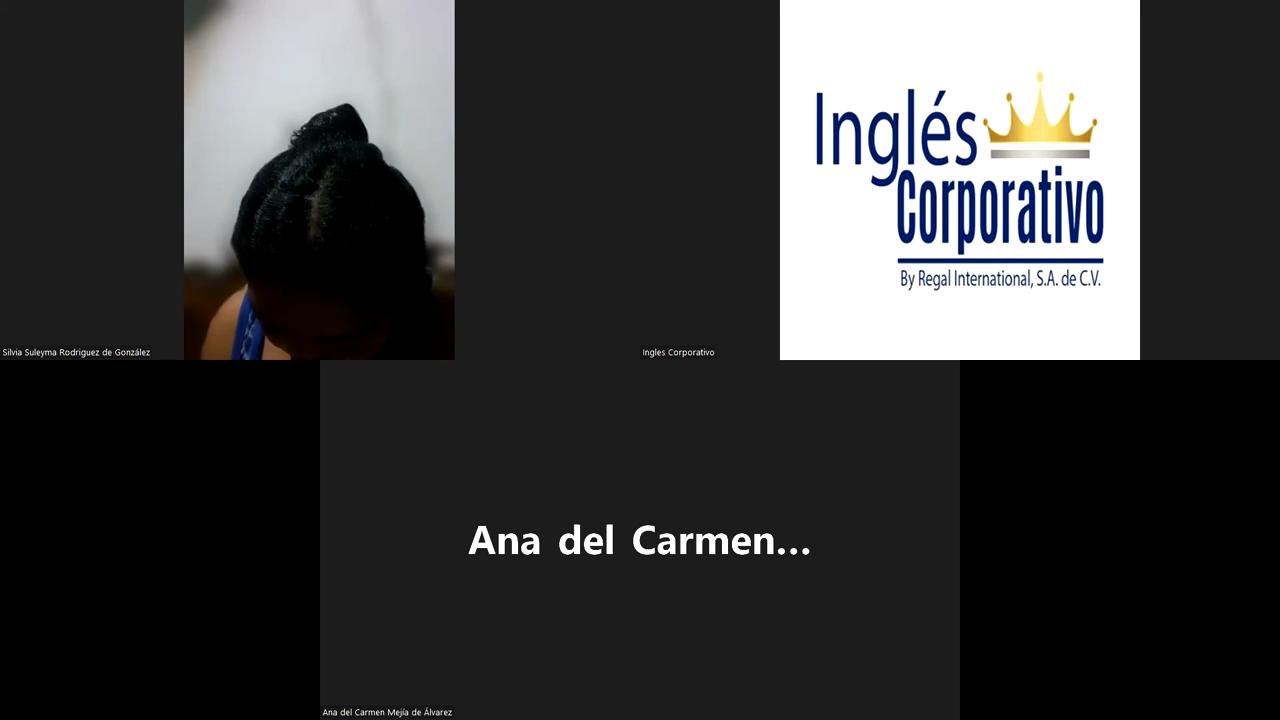 Inglés
Corporativo
By Regal International, S.A. de C.V.
Silvia Suleyma Rodriguez de González
Ingles Corporativo
Ana del Carmen...
Ana del Carmen Mejía de Álvarez